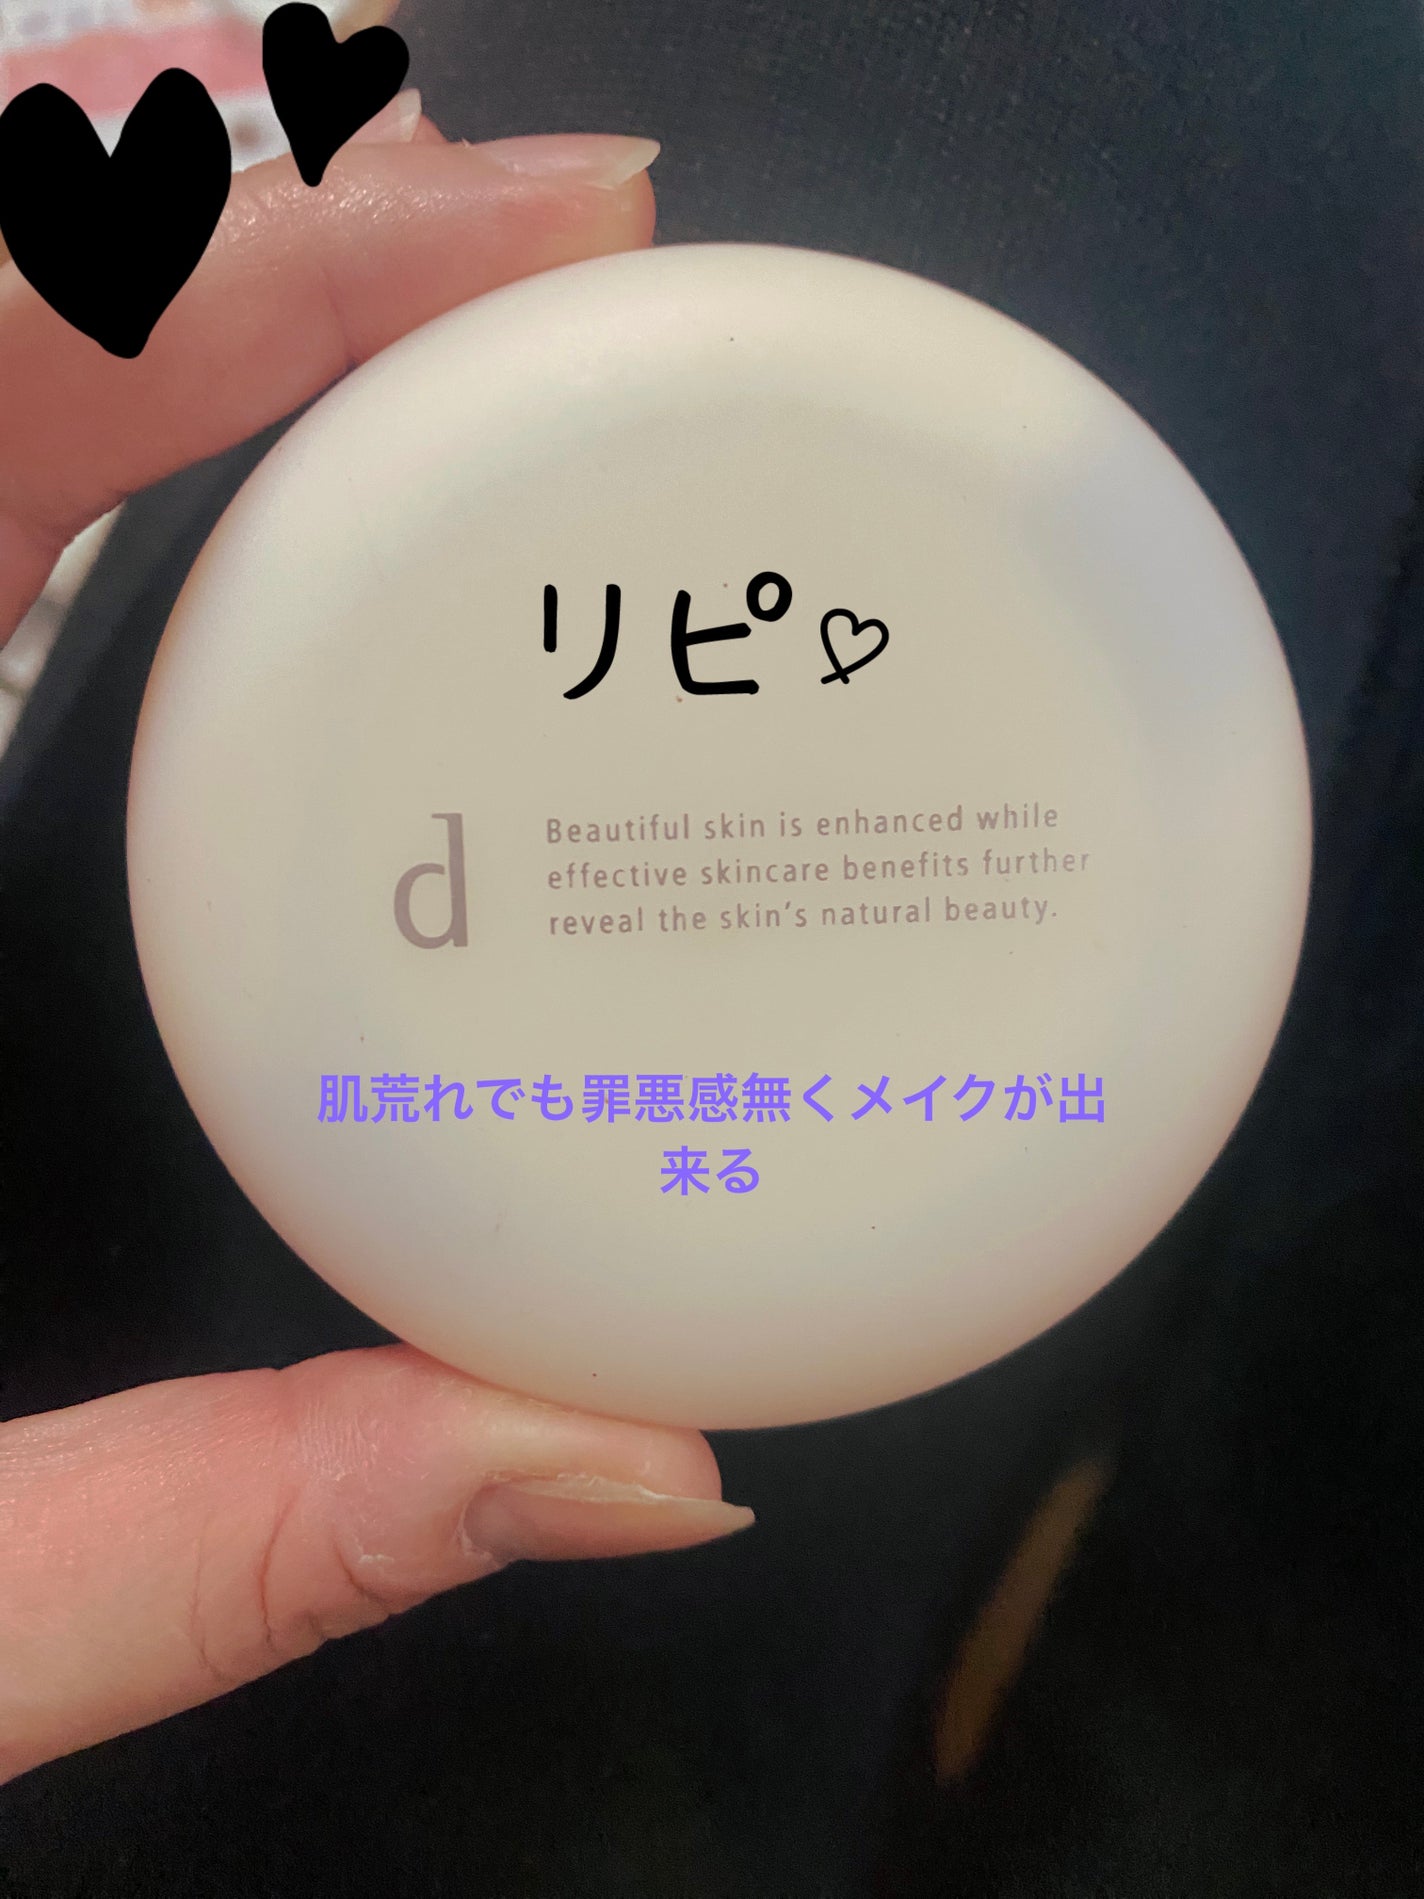 リピ♡
d
Beautiful skin is enhanced while
effective skincare benefits further
reveal the skin's natural beauty.
肌荒れでも罪悪感無くメイクが出
来る